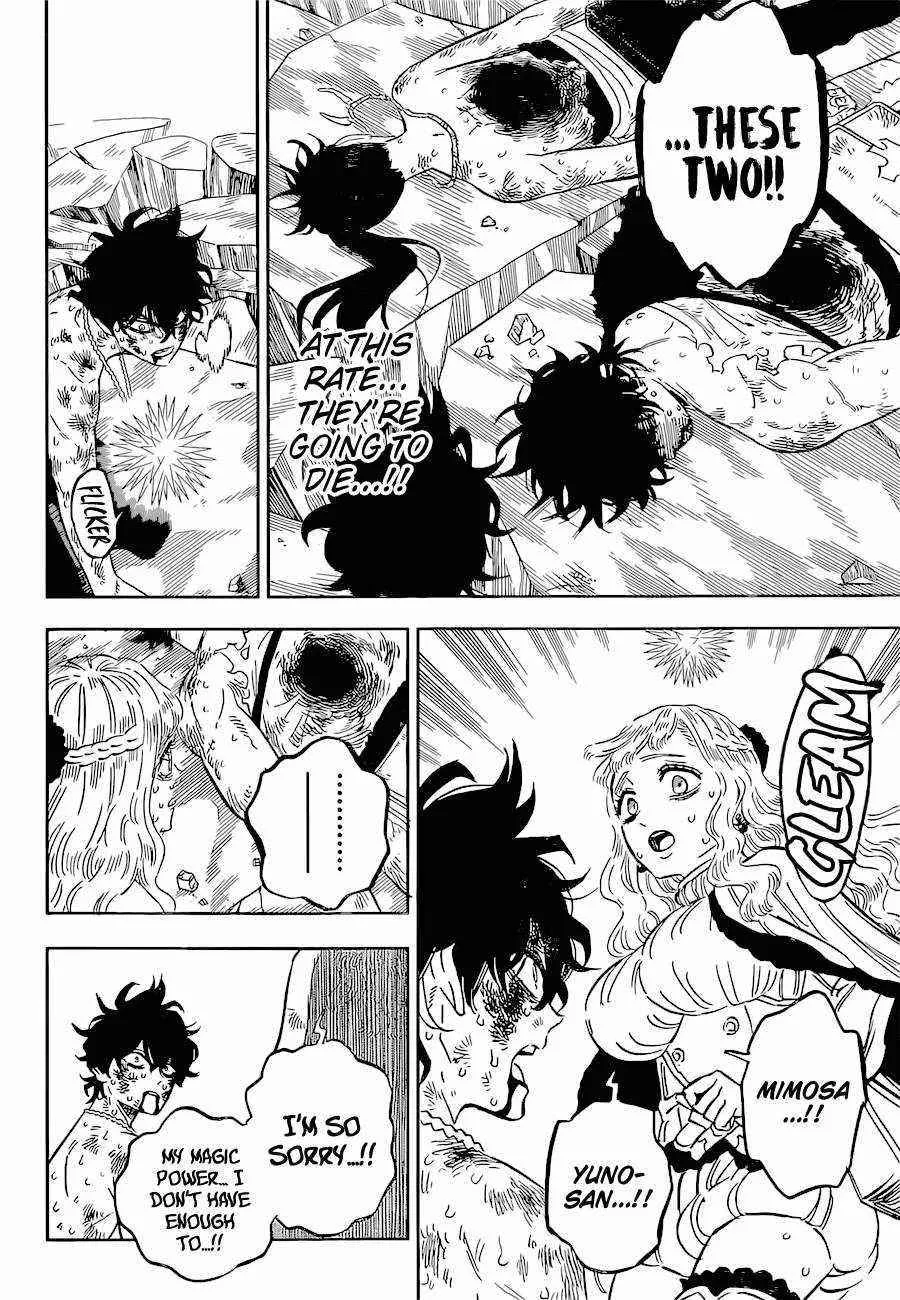 ...THESE
TWO!!
AT THIS
RATE...
THEY'RE
GOING TO
DIE...!!
FLICKER
GLEAM
MIMOSA
...!!
YUNO-
SAN...!!
I'M SO
SORRY...!!
MY MAGIC
POWER... I
DON'T HAVE
ENOUGH
TO...!!